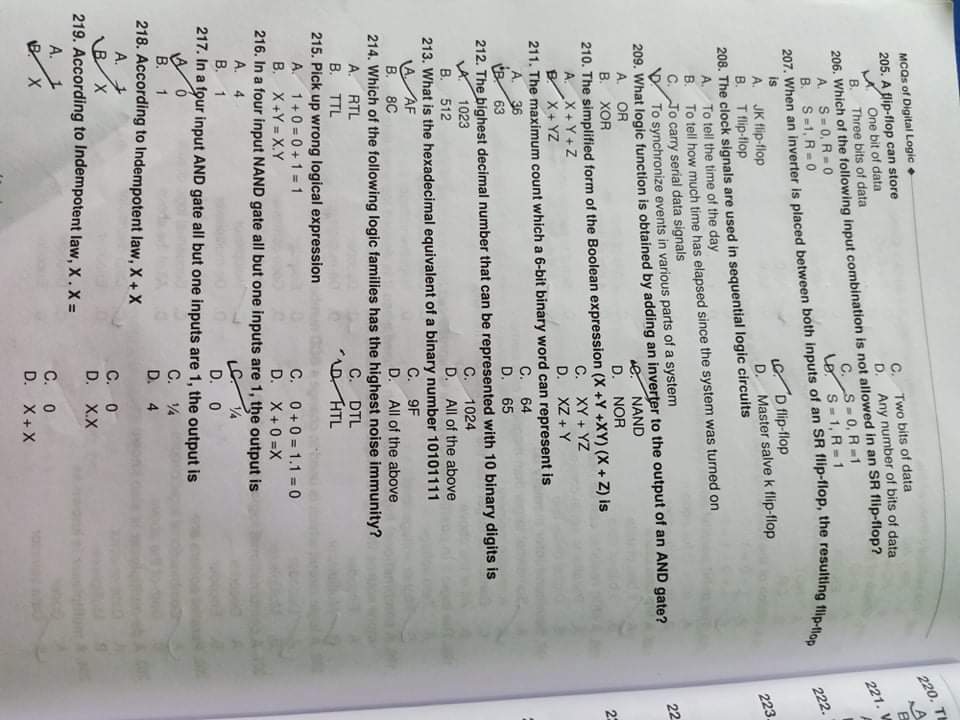 MCQs of Digital Logic ◆
205. A flip-flop can store
A. One bit of data
C. Two bits of data
B. Three bits of data
D. Any number of bits of data
206. Which of the following input combination is not allowed in an SR flip-flop?
A. S = 0, R = 0
C. S = 0, R =1
B. S =1, R = 0
D. S = 1, R = 1
207. When an inverter is placed between both inputs of an SR flip-flop, the resulting flip-flop
is
A. JK flip-flop
C. D flip-flop
B. T flip-flop
D. Master salve k flip-flop
208. The clock signals are used in sequential logic circuits
A. To tell the time of the day
B. To tell how much time has elapsed since the system was turned on
C. To carry serial data signals
D. To synchronize events in various parts of a system
209. What logic function is obtained by adding an inverter to the output of an AND gate?
A. OR
C. NAND
B. XOR
D. NOR
210. The simplified form of the Boolean expression (X +Y +XY) (X + Z) is
A. X + Y + Z
C. XY + YZ
B. X + YZ
D. XZ + Y
211. The maximum count which a 6-bit binary word can represent is
A. 36
C. 64
B. 63
D. 65
212. The highest decimal number that can be represented with 10 binary digits is
A. 1023
C. 1024
B. 512
D. All of the above
213. What is the hexadecimal equivalent of a binary number 10101111
A. AF
C. 9F
B. 8C
D. All of the above
214. Which of the following logic families has the highest noise immunity?
A. RTL
C. DTL
B. TTL
D. HTL
215. Pick up wrong logical expression
A. 1 + 0 = 0 + 1 = 1
C. 0 + 0 = 1.1 = 0
B. X +Y = X.Y
D. X + 0 =X
216. In a four input NAND gate all but one inputs are 1, the output is
A. 4
C. ¼
B. 1
D. 0
217. In a four input AND gate all but one inputs are 1, the output is
A. 0
C. ¼
B. 1
D. 4
218. According to Indempotent law, X + X
A. 1
C. 0
B. X
D. X.X
219. According to Indempotent law, X . X =
A. 1
C. 0
B. X
D. X + X
220.
A
B
221.
222.
223.
22